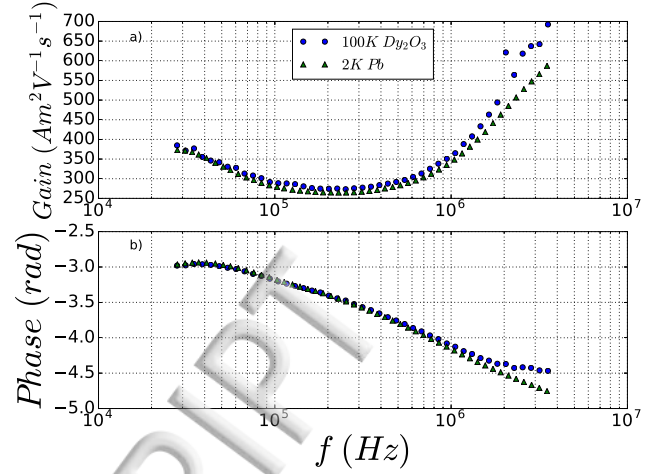 700
650
600
550
500
450
400
350
300
250
Gain (Am²V⁻¹s⁻¹)
a)
100K Dy₂O₃
2K Pb
10⁴ 10⁵ 10⁶ 10⁷
−2.5
−3.0
−3.5
−4.0
−4.5
−5.0
Phase (rad)
b)
10⁴ 10⁵ 10⁶ 10⁷
f (Hz)
IPT